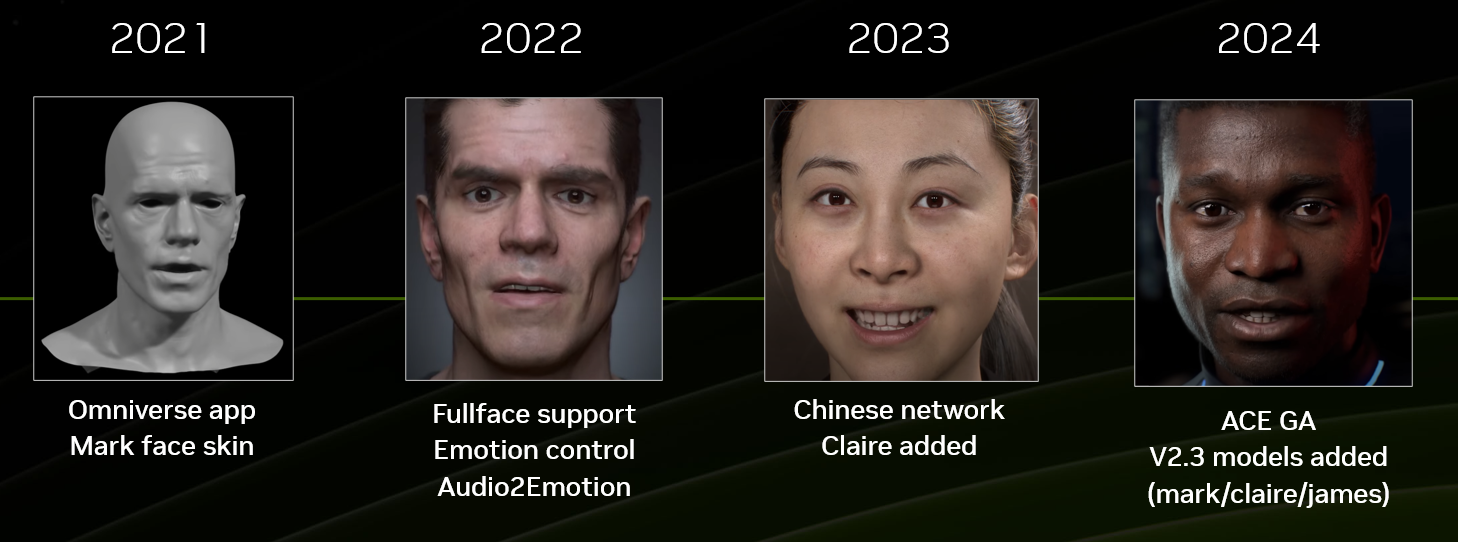 2021
Omniverse app
Mark face skin
2022
Fullface support
Emotion control
Audio2Emotion
2023
Chinese network
Claire added
2024
ACE GA
V2.3 models added
(mark/claire/james)